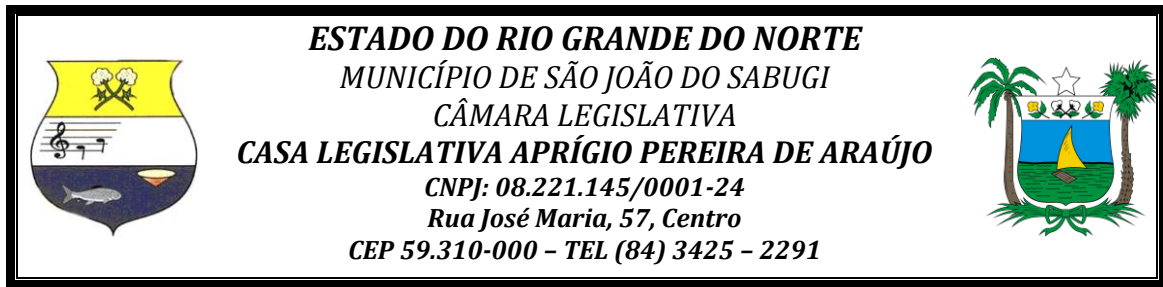 ESTADO DO RIO GRANDE DO NORTE
MUNICÍPIO DE SÃO JOÃO DO SABUGI
CÂMARA LEGISLATIVA
CASA LEGISLATIVA APRÍGIO PEREIRA DE ARAÚJO
CNPJ: 08.221.145/0001-24
Rua José Maria, 57, Centro
CEP 59.310-000 – TEL (84) 3425 – 2291